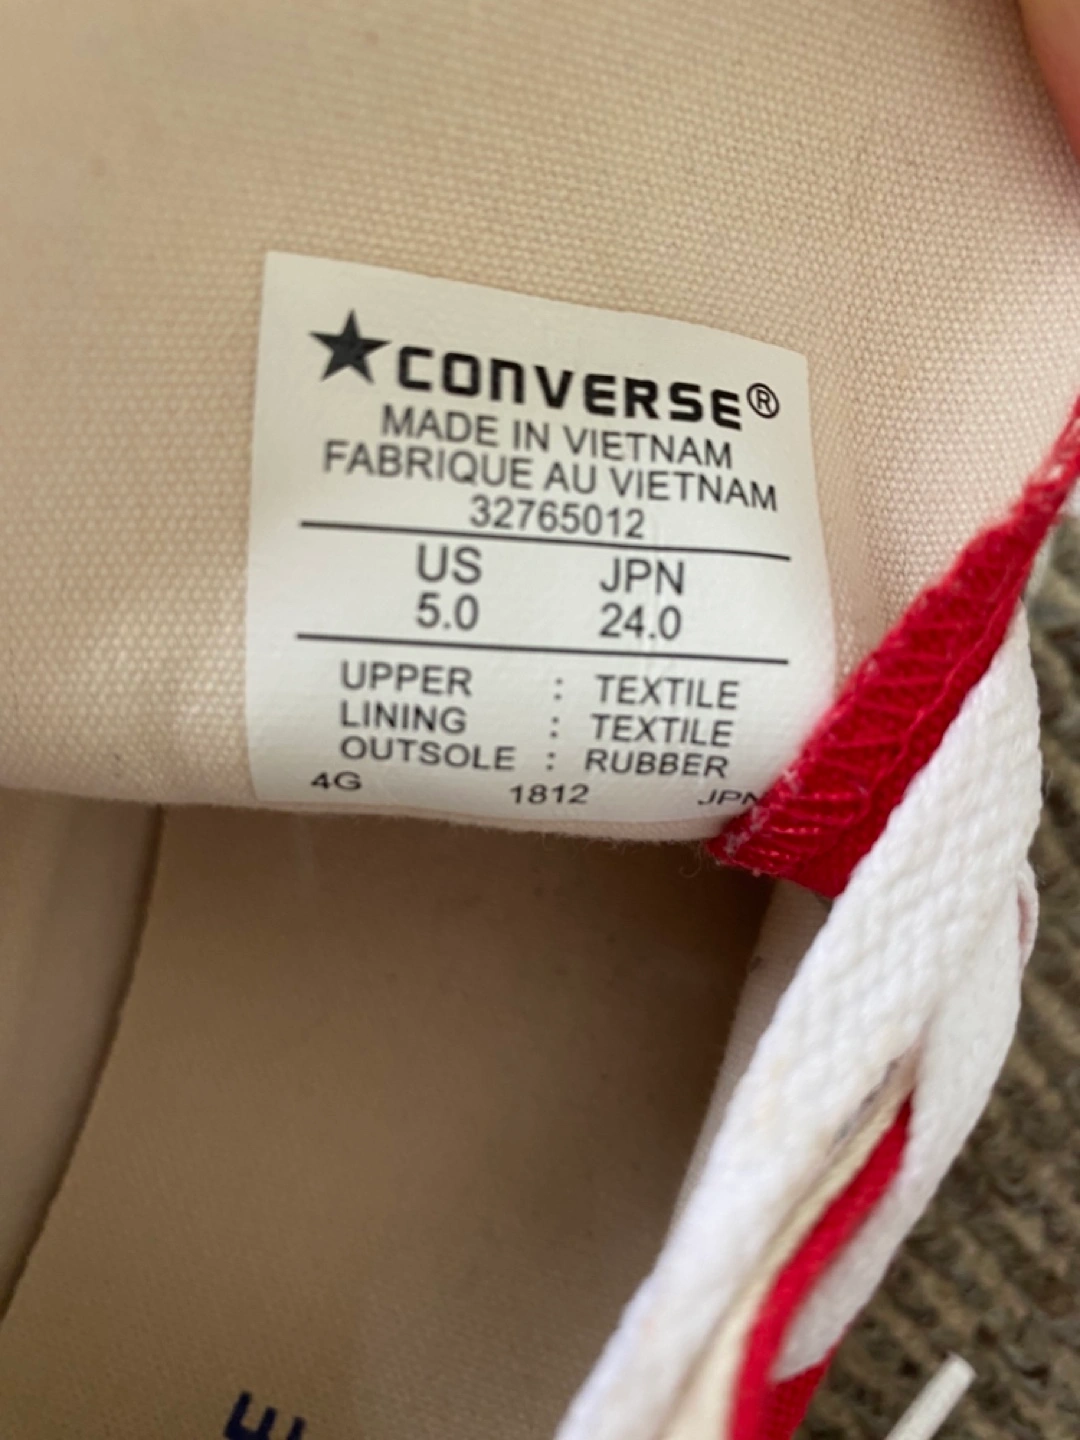 ★CONVERSE®
MADE IN VIETNAM
FABRIQUE AU VIETNAM
32765012
US JPN
5.0 24.0
UPPER : TEXTILE
LINING : TEXTILE
OUTSOLE : RUBBER
4G 1812 JPN